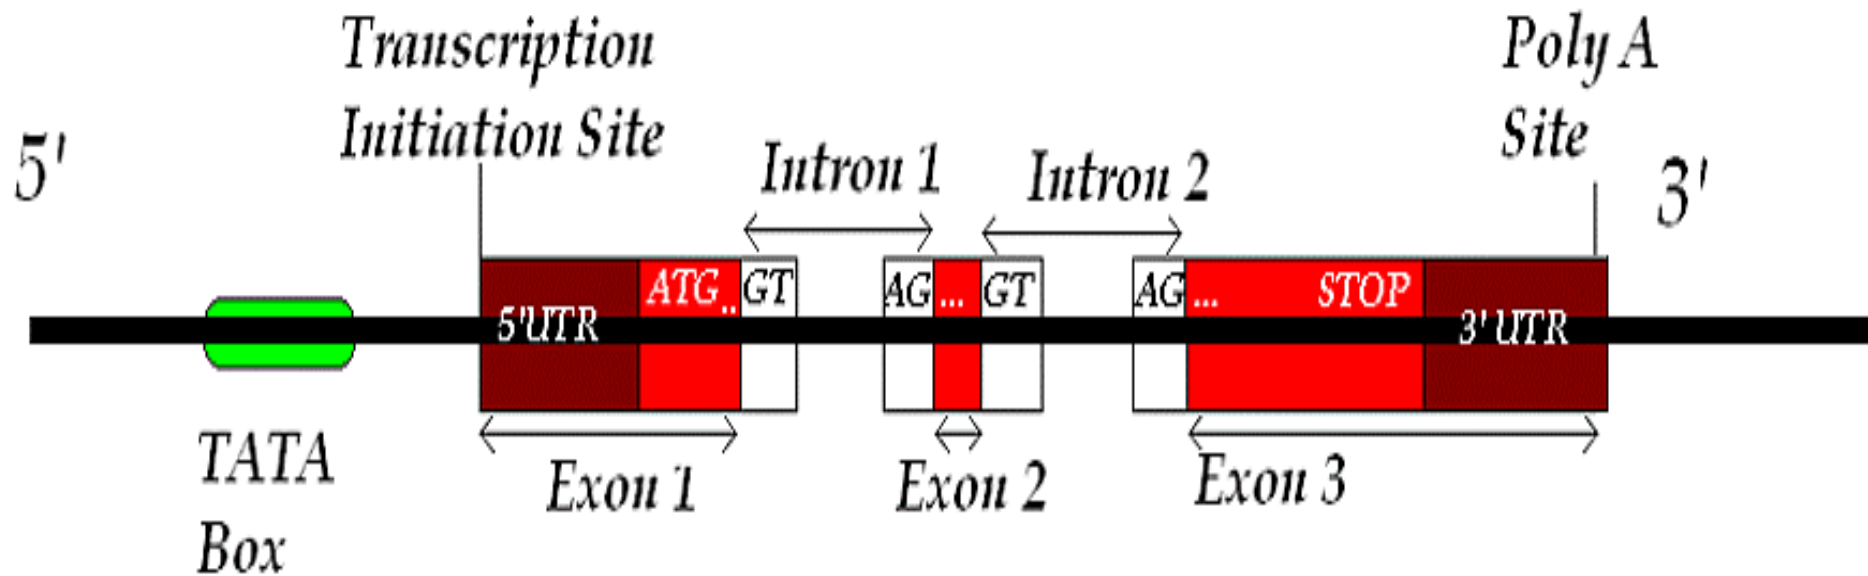 Transcription
Initiation Site
Poly A
Site
5'
3'
Intron 1
Intron 2
ATG..
GT
AG
...
GT
AG
...
STOP
5'UTR
3' UTR
TATA
Box
Exon 1
Exon 2
Exon 3